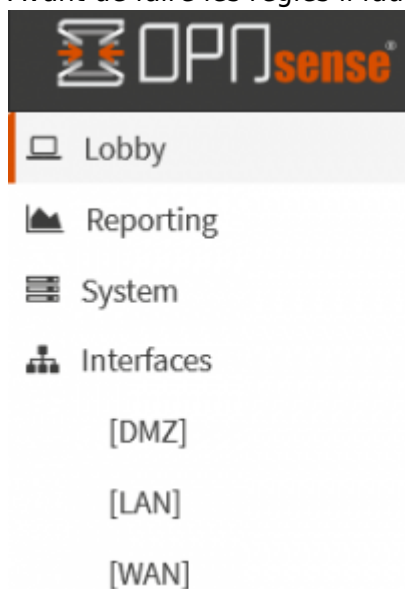 OPNsense®
Lobby
Reporting
System
Interfaces
[DMZ]
[LAN]
[WAN]